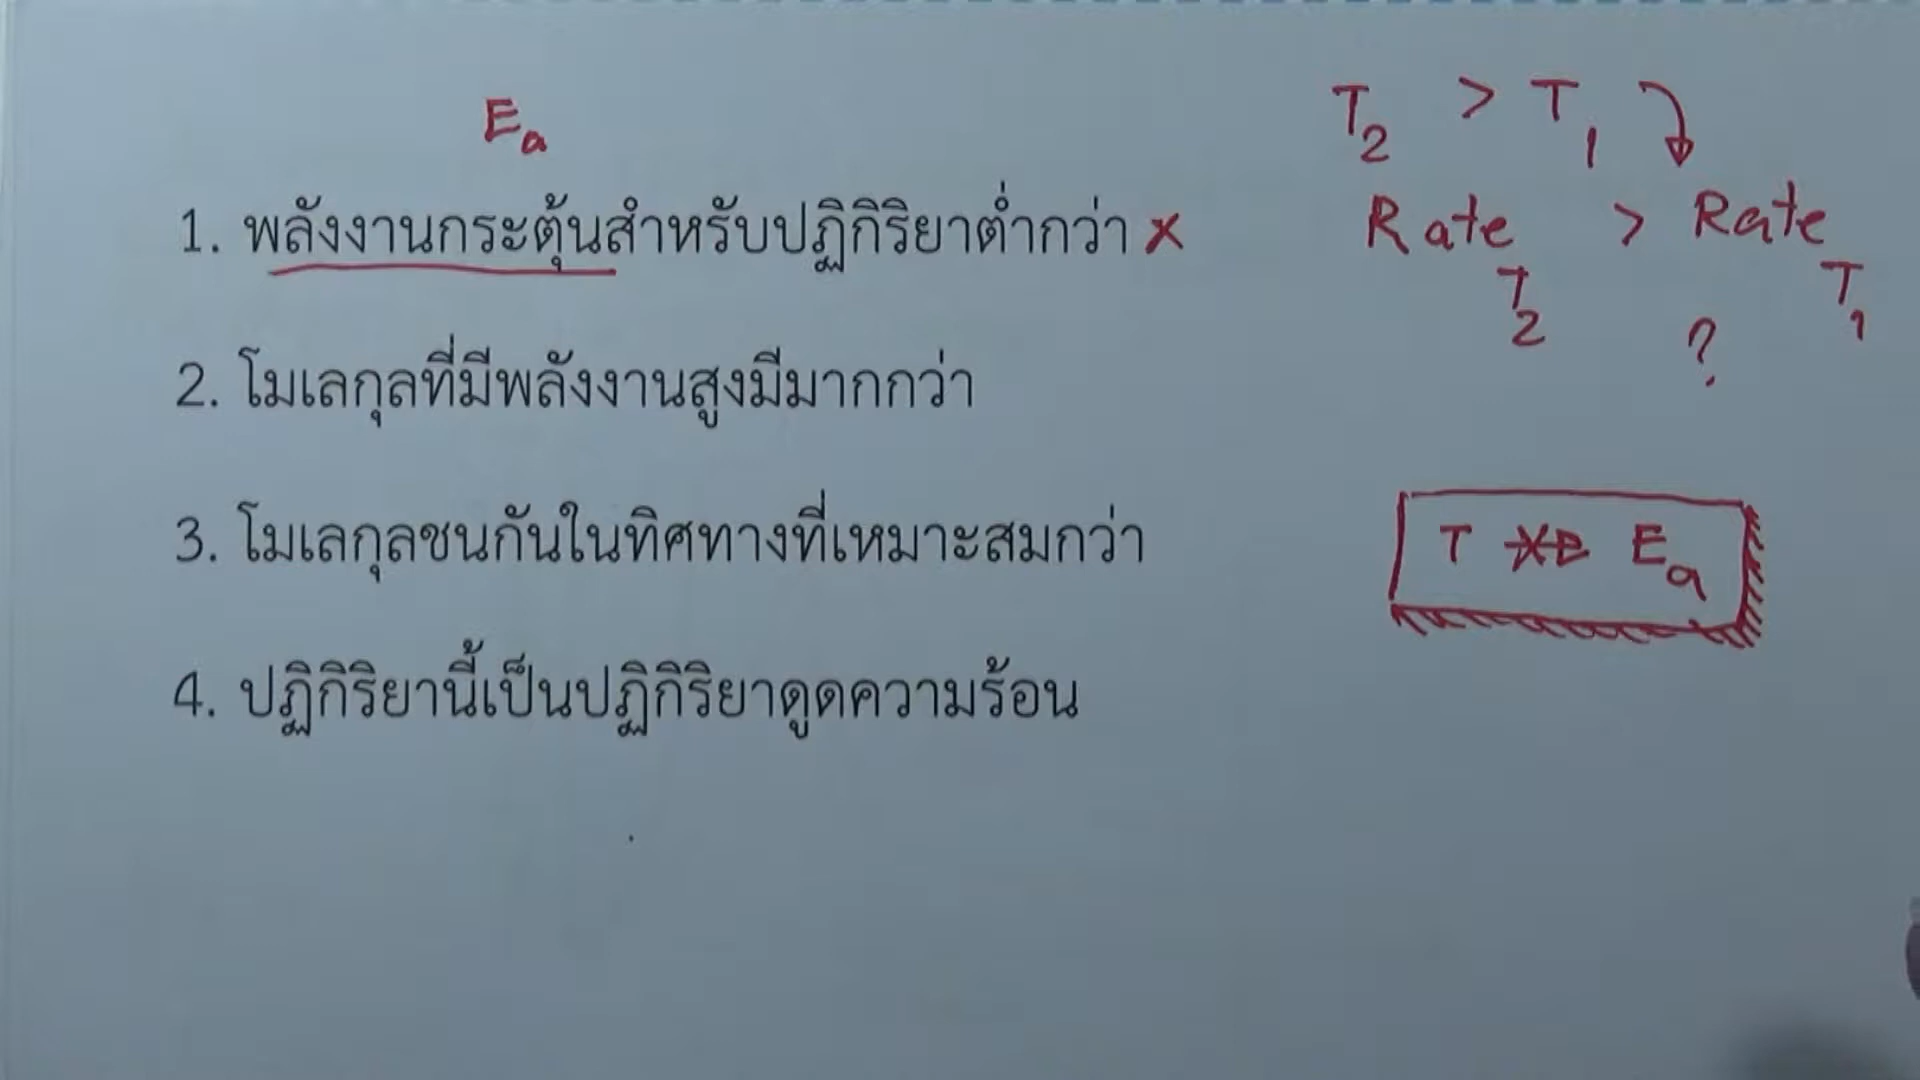 Ea
T2 > T1
1. พลังงานกระตุ้นสำหรับปฏิกิริยาต่ำกว่า ×
Rate T2 > Rate T1
?
2. โมเลกุลที่มีพลังงานสูงมีมากกว่า
3. โมเลกุลชนกันในทิศทางที่เหมาะสมกว่า
T Ea
4. ปฏิกิริยานี้เป็นปฏิกิริยาดูดความร้อน